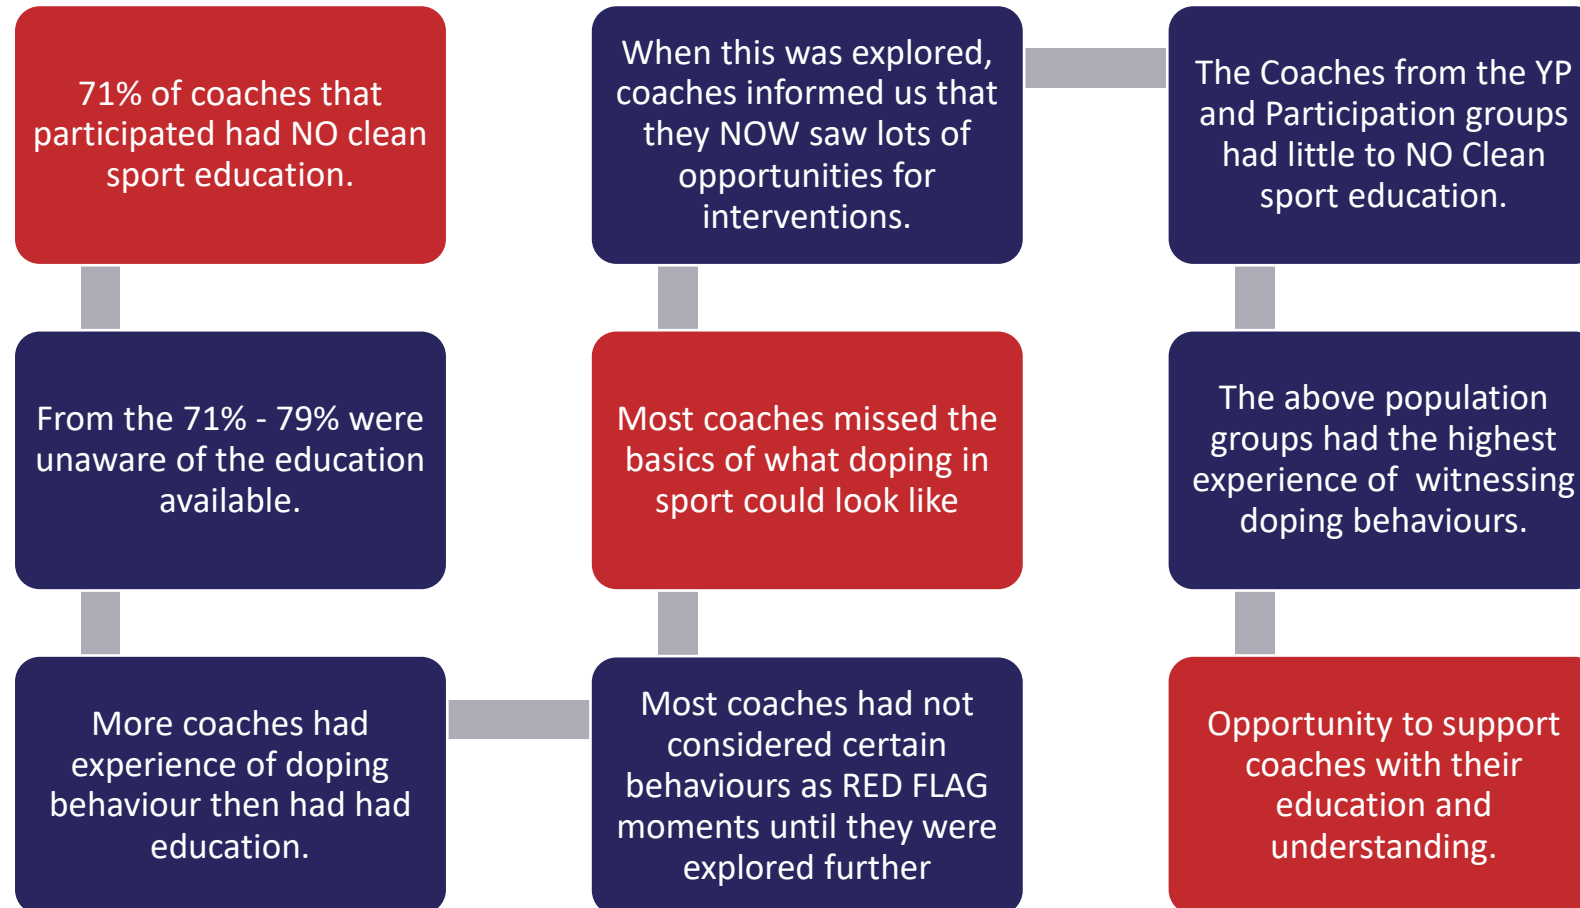 71% of coaches that
participated had NO clean
sport education.
From the 71% - 79% were
unaware of the education
available.
More coaches had
experience of doping
behaviour then had had
education.
Most coaches had not
considered certain
behaviours as RED FLAG
moments until they were
explored further
Most coaches missed the
basics of what doping in
sport could look like
When this was explored,
coaches informed us that
they NOW saw lots of
opportunities for
interventions.
The Coaches from the YP
and Participation groups
had little to NO Clean
sport education.
The above population
groups had the highest
experience of  witnessing
doping behaviours.
Opportunity to support
coaches with their
education and
understanding.